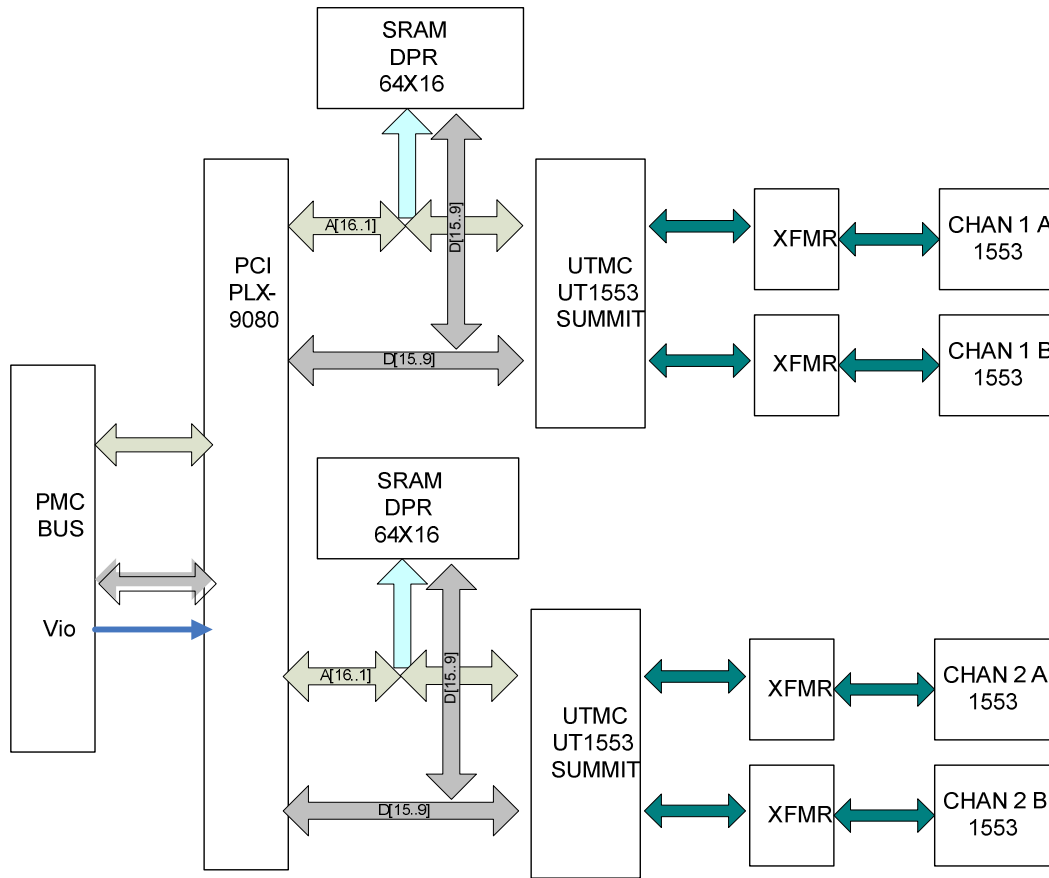 SRAM
DPR
64X16
A[16..1]
D[15..9]
D[15..9]
PCI
PLX-
9080
UTMC
UT1553
SUMMIT
XFMR
CHAN 1 A
1553
XFMR
CHAN 1 B
1553
PMC
BUS
Vio
SRAM
DPR
64X16
A[16..1]
D[15..9]
D[15..9]
UTMC
UT1553
SUMMIT
XFMR
CHAN 2 A
1553
XFMR
CHAN 2 B
1553